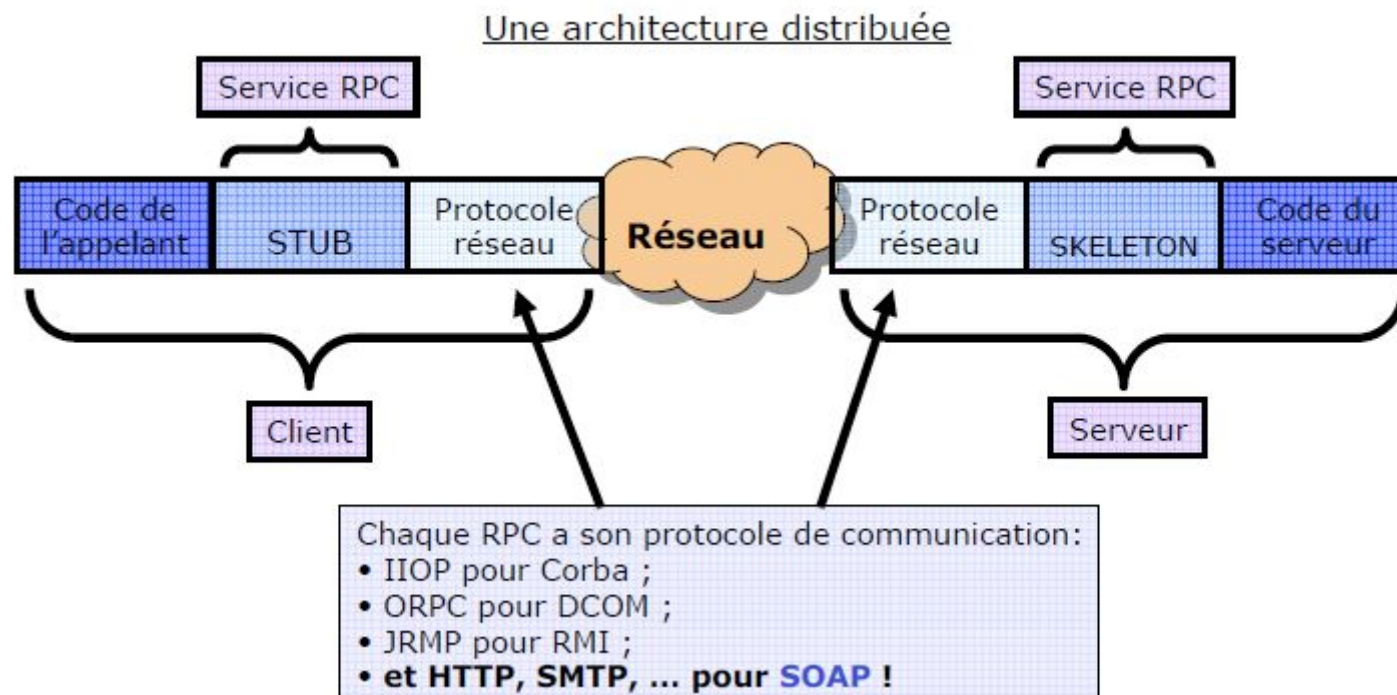 Une architecture distribuée
Service RPC
Service RPC
Code de
l'appelant
STUB
Protocole
réseau
Réseau
Protocole
réseau
SKELETON
Code du
serveur
Client
Serveur
Chaque RPC a son protocole de communication:
• IIOP pour Corba ;
• ORPC pour DCOM ;
• JRMP pour RMI ;
• et HTTP, SMTP, ... pour SOAP !